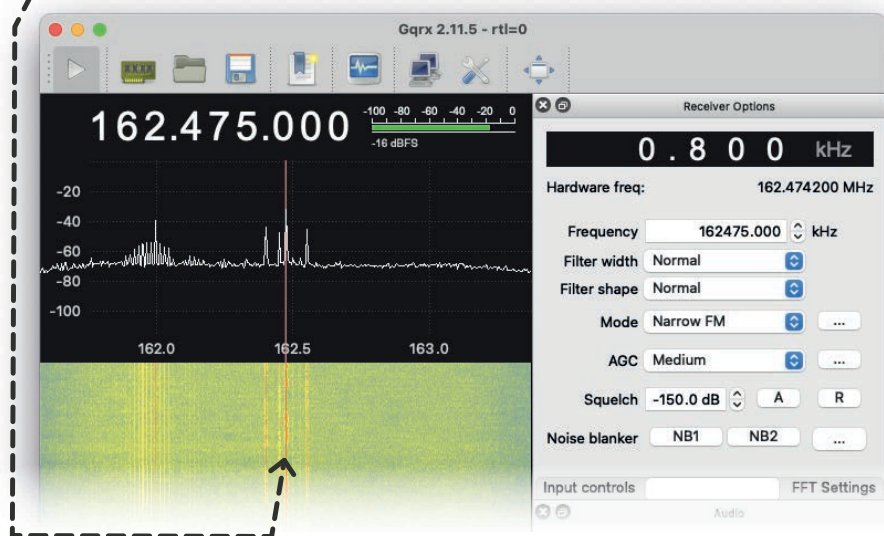 Gqrx 2.11.5 - rtl=0
162.475.000
-100 -80 -60 -40 -20 0
-16 dBFS
-20
-40
-60
-80
-100
162.0 162.5 163.0
Receiver Options
0.800 kHz
Hardware freq: 162.474200 MHz
Frequency 162475.000 kHz
Filter width Normal
Filter shape Normal
Mode Narrow FM ...
AGC Medium ...
Squelch -150.0 dB A R
Noise blanker NB1 NB2 ...
Input controls FFT Settings
Audio